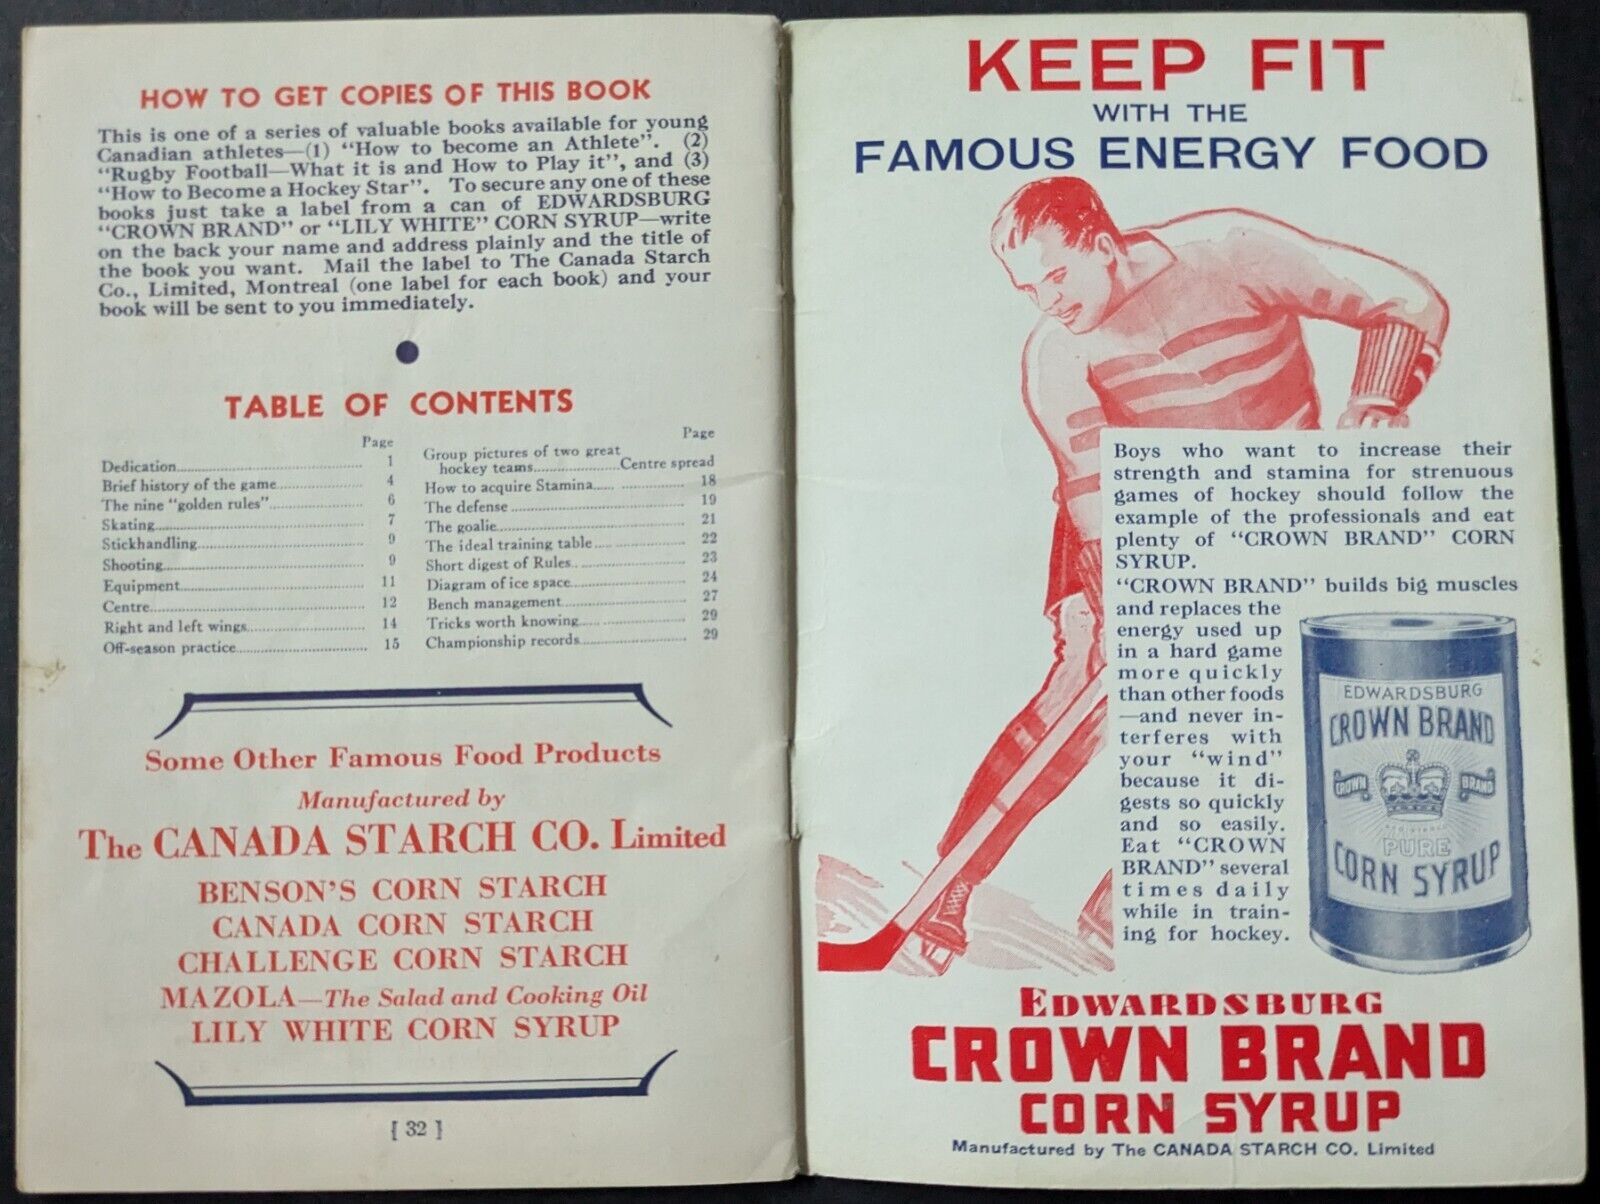 HOW TO GET COPIES OF THIS BOOK
This is one of a series of valuable books available for young
Canadian athletes—(1) "How to become an Athlete". (2)
"Rugby Football—What it is and How to Play it", and (3)
"How to Become a Hockey Star". To secure any one of these
books just take a label from a can of EDWARDSBURG
"CROWN BRAND" or "LILY WHITE" CORN SYRUP—write
on the back your name and address plainly and the title of
the book you want. Mail the label to The Canada Starch
Co., Limited, Montreal (one label for each book) and your
book will be sent to you immediately.
TABLE OF CONTENTS
Page
Dedication 1
Brief history of the game 4
The nine "golden rules" 6
Skating 7
Stickhandling 9
Shooting 9
Equipment 11
Centre 12
Right and left wings 14
Off-season practice 15
Page
Group pictures of two great
hockey teams Centre spread
How to acquire Stamina 18
The defense 19
The goalie 21
The ideal training table 22
Short digest of Rules 23
Diagram of ice space 24
Bench management 27
Tricks worth knowing 29
Championship records 29
Some Other Famous Food Products
Manufactured by
The CANADA STARCH CO. Limited
BENSON'S CORN STARCH
CANADA CORN STARCH
CHALLENGE CORN STARCH
MAZOLA—The Salad and Cooking Oil
LILY WHITE CORN SYRUP
[ 32 ]
KEEP FIT
WITH THE
FAMOUS ENERGY FOOD
Boys who want to increase their
strength and stamina for strenuous
games of hockey should follow the
example of the professionals and eat
plenty of "CROWN BRAND" CORN
SYRUP.
"CROWN BRAND" builds big muscles
and replaces the
energy used up
in a hard game
more quickly
than other foods
—and never in-
terferes with
your "wind"
because it di-
gests so quickly
and so easily.
Eat "CROWN
BRAND" several
times daily
while in train-
ing for hockey.
EDWARDSBURG
CROWN BRAND
CROWN BRAND
REGISTERED
PURE
CORN SYRUP
EDWARDSBURG
CROWN BRAND
CORN SYRUP
Manufactured by The CANADA STARCH CO. Limited